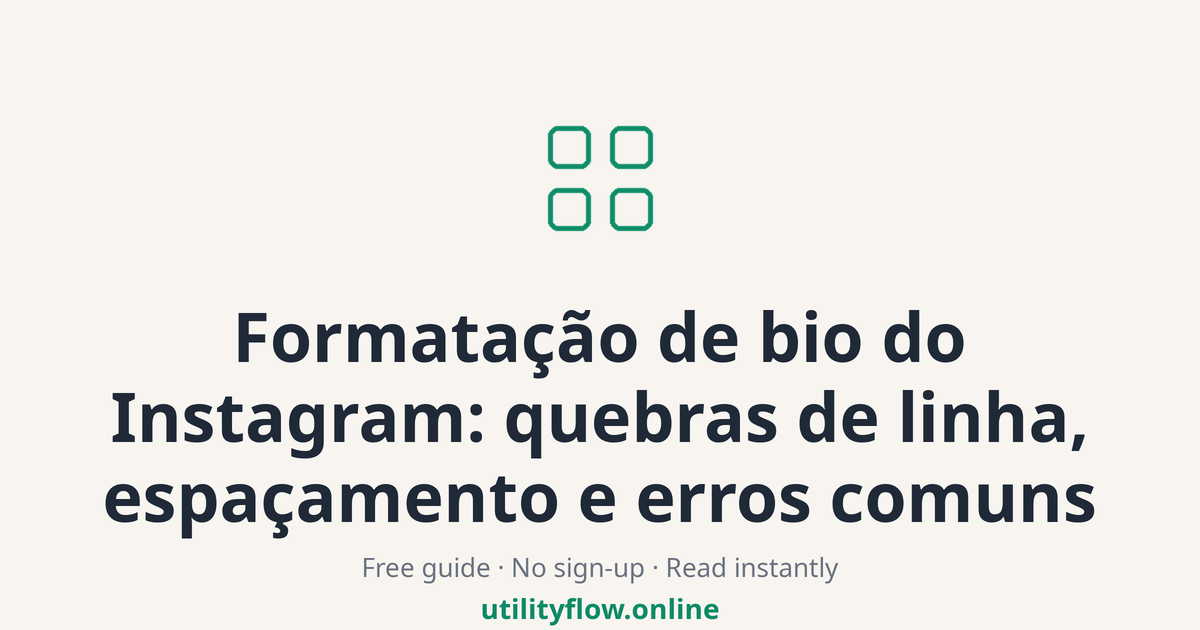 Formatação de bio do
Instagram: quebras de linha,
espaçamento e erros comuns
Free guide · No sign-up · Read instantly
utilityflow.online